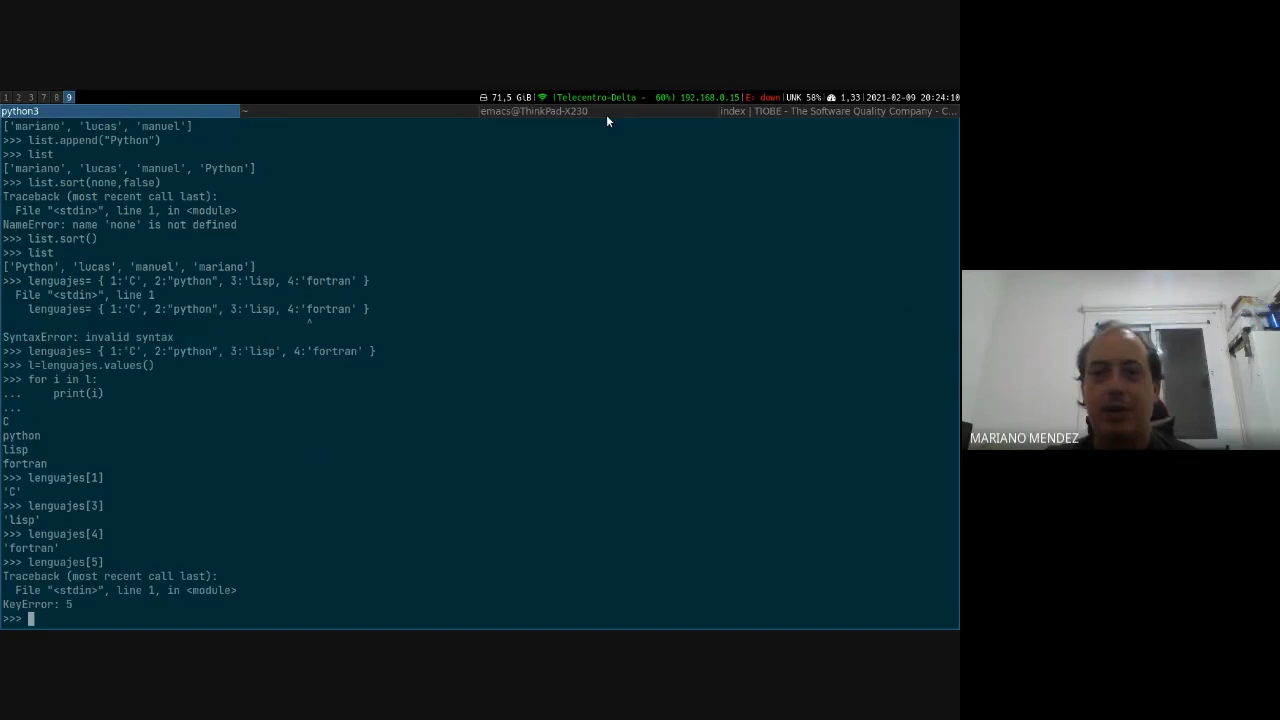 1 2 3 7 8 9
71,5 GiB | (Telecentro-Delta - 60%) 192.168.0.15|E: down|UNK 58%| 1,33|2021-02-09 20:24:10
python3 ~ emacs@ThinkPad-X230 index | TIOBE - The Software Quality Company - C...
['mariano', 'lucas', 'manuel']
>>> list.append("Python")
>>> list
['mariano', 'lucas', 'manuel', 'Python']
>>> list.sort(none,false)
Traceback (most recent call last):
  File "<stdin>", line 1, in <module>
NameError: name 'none' is not defined
>>> list.sort()
>>> list
['Python', 'lucas', 'manuel', 'mariano']
>>> lenguajes= { 1:'C', 2:"python", 3:'lisp, 4:'fortran' }
  File "<stdin>", line 1
    lenguajes= { 1:'C', 2:"python", 3:'lisp, 4:'fortran' }
                                                ^
SyntaxError: invalid syntax
>>> lenguajes= { 1:'C', 2:"python", 3:'lisp', 4:'fortran' }
>>> l=lenguajes.values()
>>> for i in l:
...     print(i)
...
C
python
lisp
fortran
>>> lenguajes[1]
'C'
>>> lenguajes[3]
'lisp'
>>> lenguajes[4]
'fortran'
>>> lenguajes[5]
Traceback (most recent call last):
  File "<stdin>", line 1, in <module>
KeyError: 5
>>>
MARIANO MENDEZ